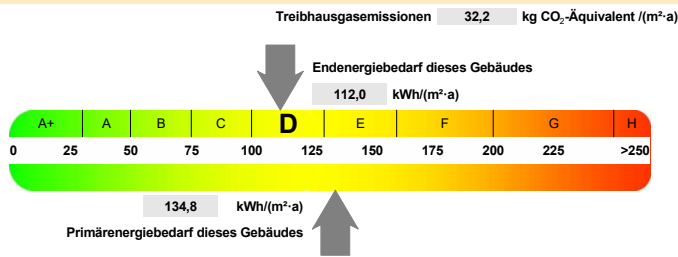 Treibhausgasemissionen 32,2 kg CO₂-Äquivalent /(m²·a)
Endenergiebedarf dieses Gebäudes
112,0 kWh/(m²·a)
A+ A B C D E F G H
0 25 50 75 100 125 150 175 200 225 >250
134,8 kWh/(m²·a)
Primärenergiebedarf dieses Gebäudes